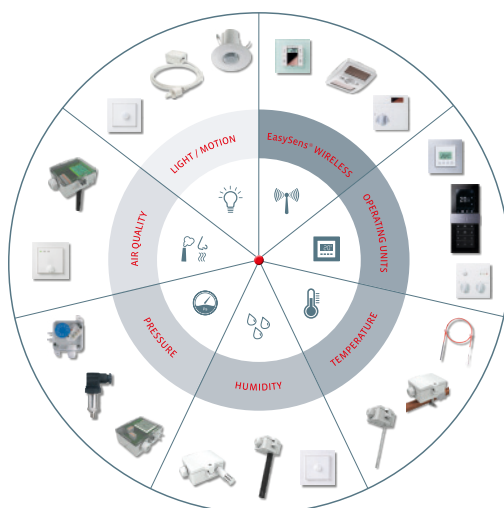 LIGHT / MOTION
EasySens® WIRELESS
AIR QUALITY
OPERATING UNITS
PRESSURE
TEMPERATURE
HUMIDITY